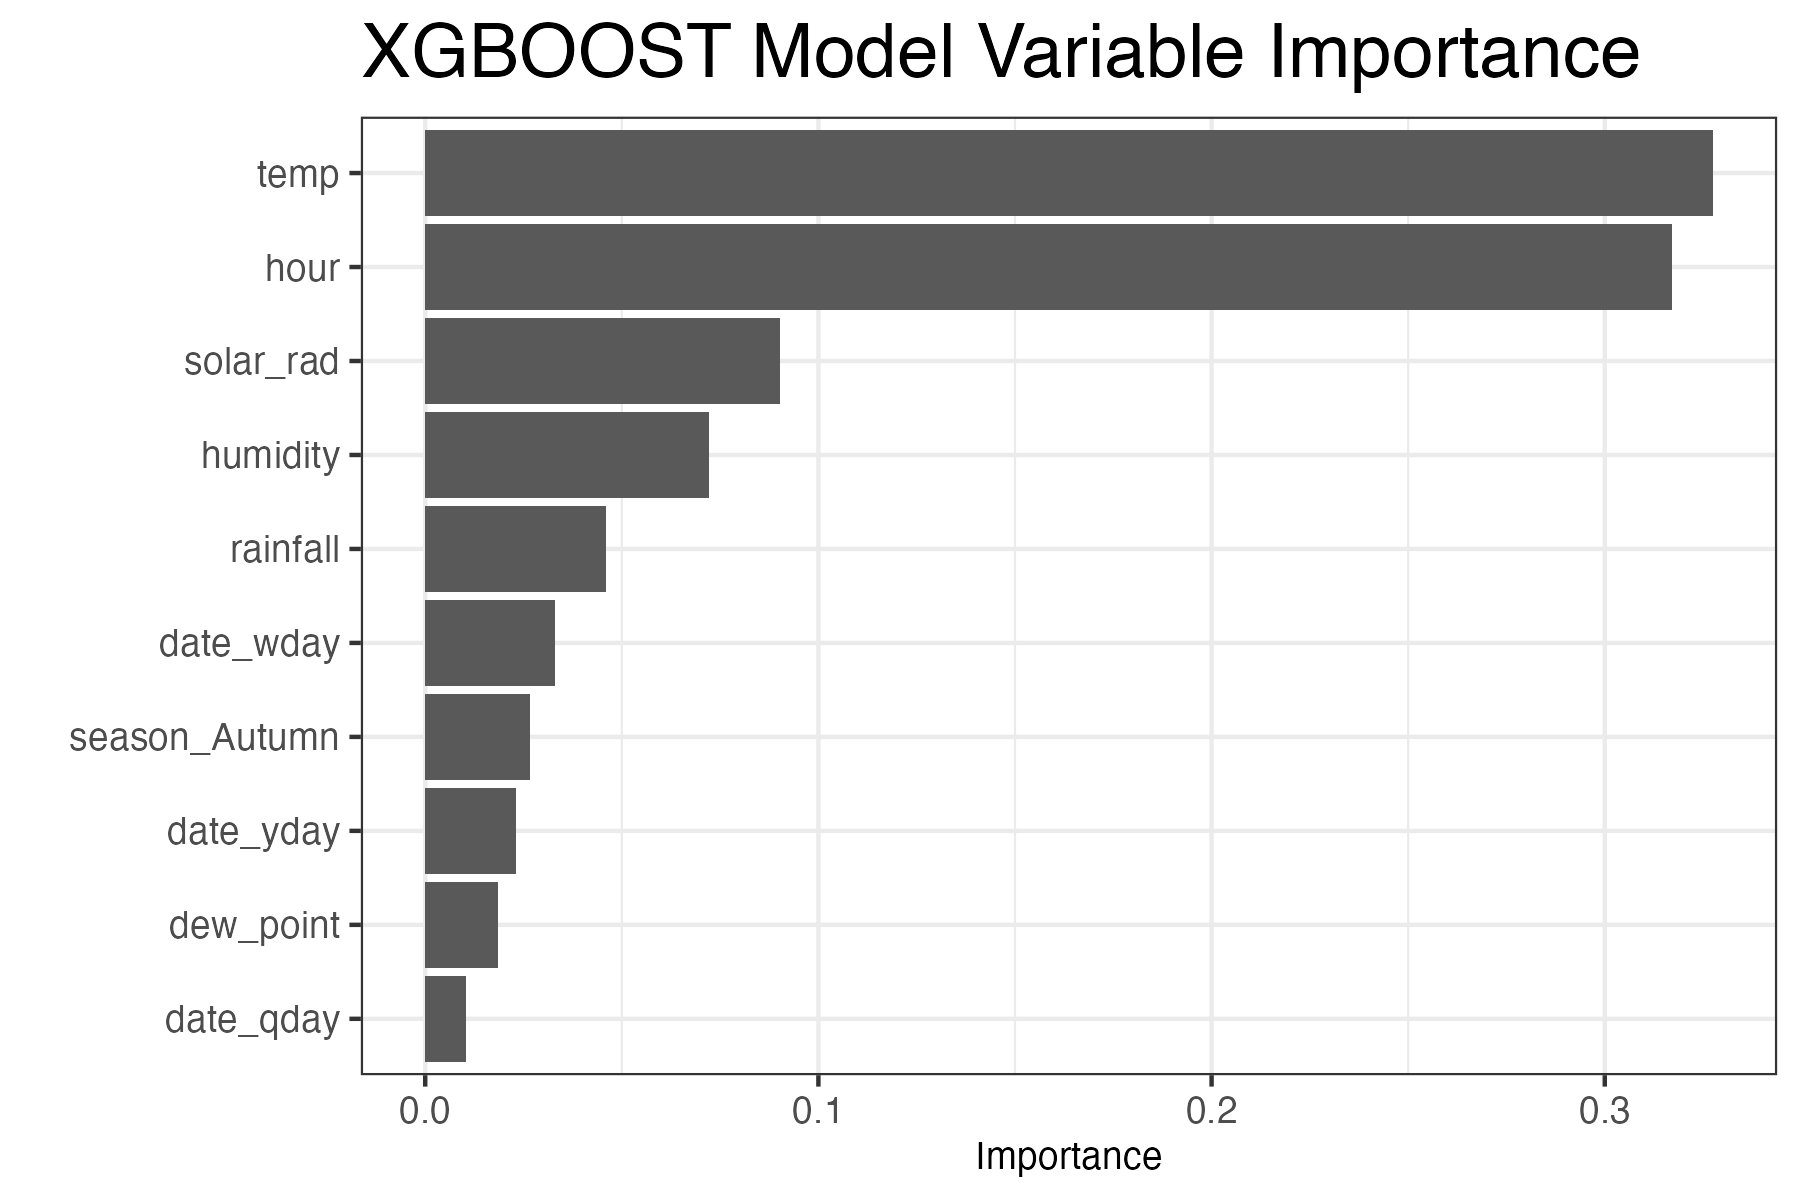 XGBOOST Model Variable Importance
temp
hour
solar_rad
humidity
rainfall
date_wday
season_Autumn
date_yday
dew_point
date_qday
0.0 0.1 0.2 0.3
Importance